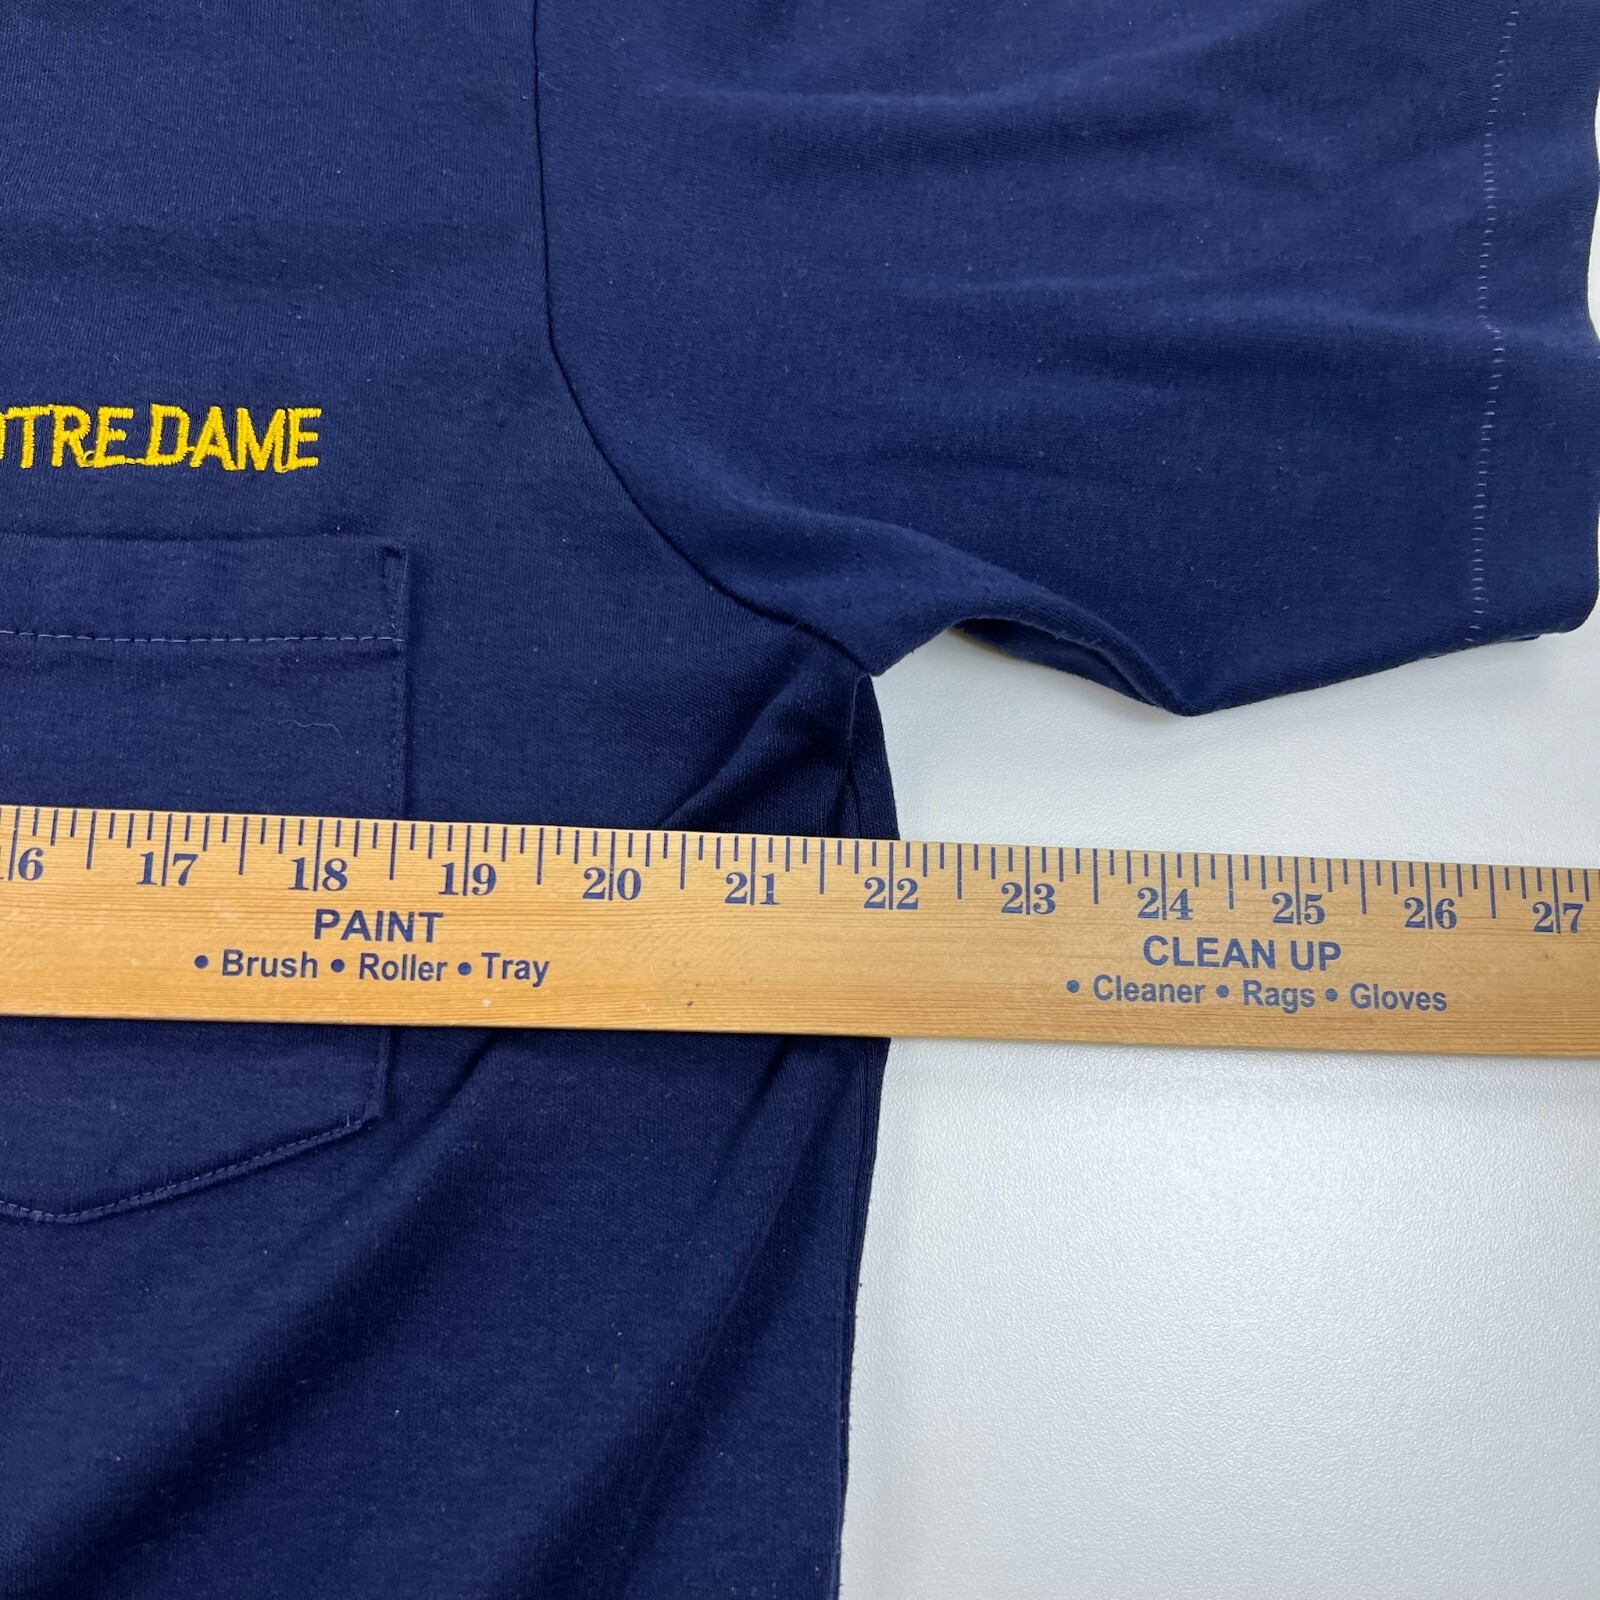 OTRE DAME
16 17 18 19 20 21 22 23 24 25 26 27
PAINT
• Brush • Roller • Tray
CLEAN UP
• Cleaner • Rags • Gloves